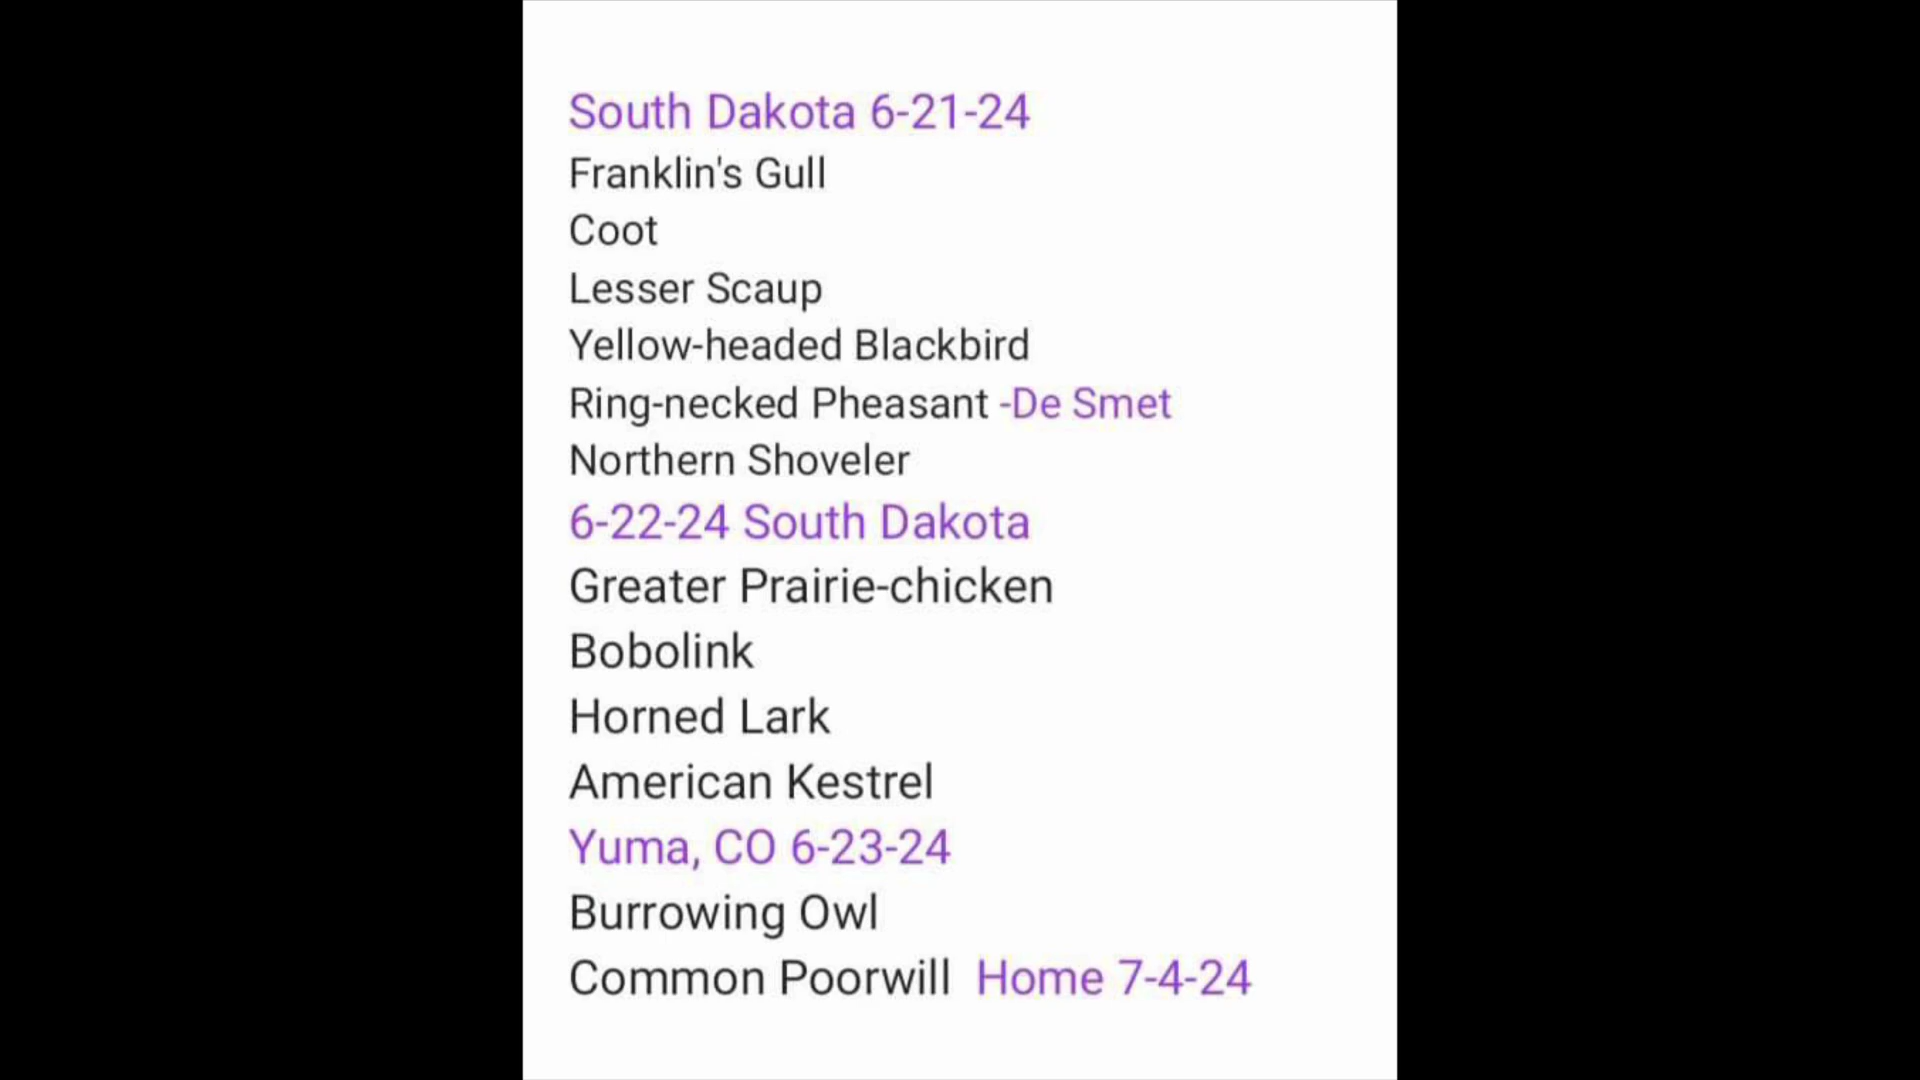 South Dakota 6-21-24
Franklin's Gull
Coot
Lesser Scaup
Yellow-headed Blackbird
Ring-necked Pheasant -De Smet
Northern Shoveler
6-22-24 South Dakota
Greater Prairie-chicken
Bobolink
Horned Lark
American Kestrel
Yuma, CO 6-23-24
Burrowing Owl
Common Poorwill Home 7-4-24